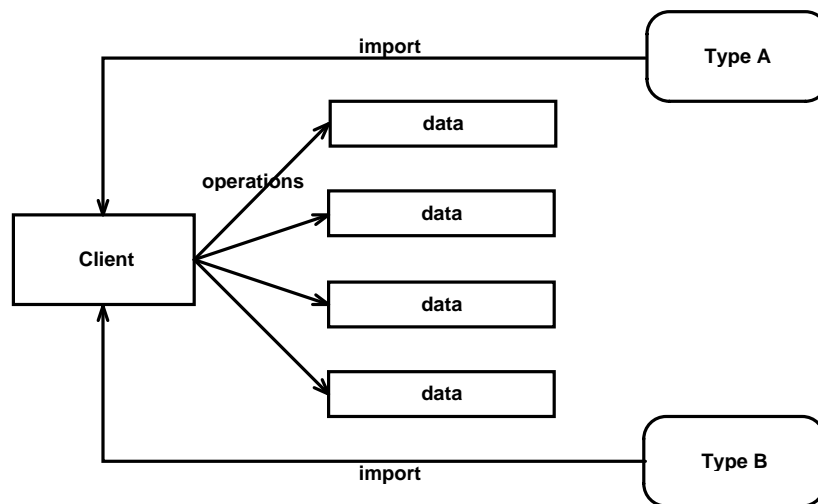 import
Type A
data
operations
data
Client
data
data
Type B
import